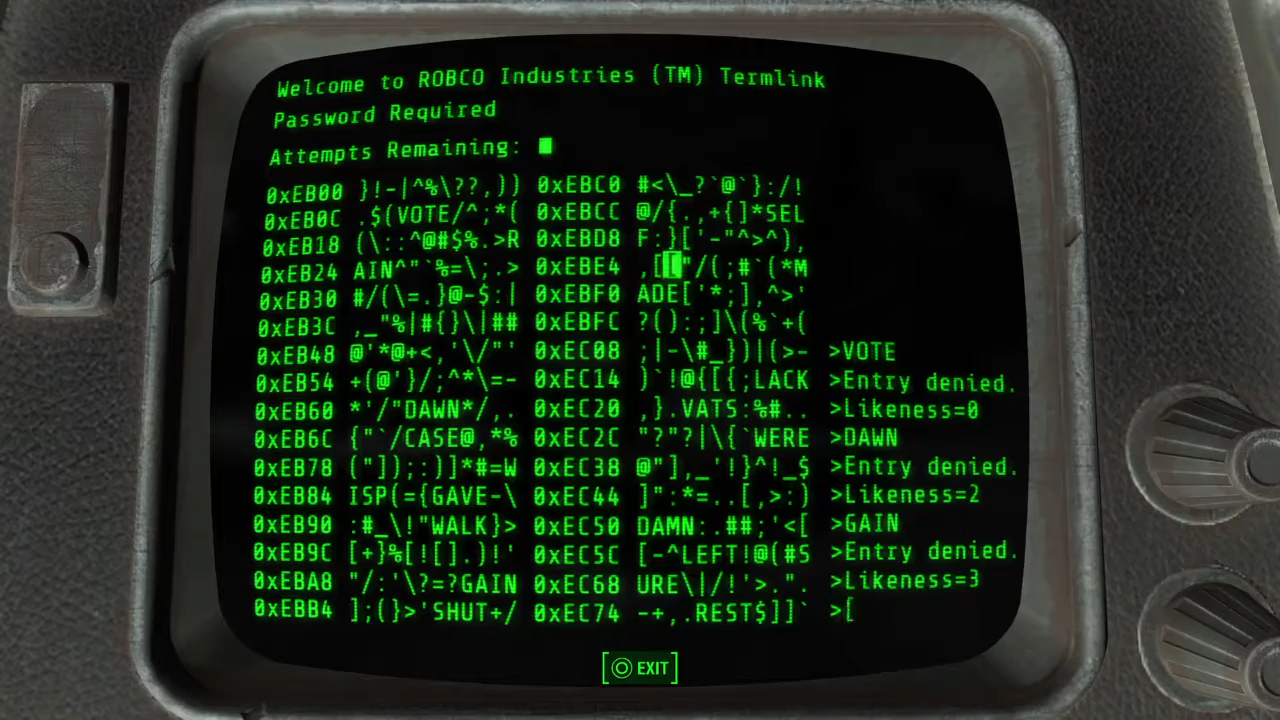 Welcome to ROBCO Industries (TM) Termlink
Password Required
Attempts Remaining: ■
0xEB00 }!-|^%\??,)) 0xEBC0 #<\_?`@`}:/!
0xEB0C .$(VOTE/^;*( 0xEBCC @/{.,+{]*SEL
0xEB18 (\::^@#$%.>R 0xEBD8 F:}['-"^>^),
0xEB24 AIN^"`%=\;.> 0xEBE4 ,[["/(;#`(*M
0xEB30 #/(\=.}@-$:| 0xEBF0 ADE['*;],^>'
0xEB3C ,_"%|#{}\|## 0xEBFC ?():;]\(%`+(
0xEB48 @'*@+<,'\/"' 0xEC08 ;|-\#_})|(>- >VOTE
0xEB54 +(@'}/;^*\=- 0xEC14 )`!@{[{;LACK >Entry denied.
0xEB60 *'/"DAWN*/,. 0xEC20 ,}.VATS:%#.. >Likeness=0
0xEB6C {"`/CASE@,*% 0xEC2C "?"?|\{`WERE >DAWN
0xEB78 ("]);:)]*#=W 0xEC38 @"],_'!}^!_$ >Entry denied.
0xEB84 ISP(={GAVE-\ 0xEC44 ]":*=..[,>:) >Likeness=2
0xEB90 :#_\!"WALK}> 0xEC50 DAMN:.##;'<[ >GAIN
0xEB9C [+}%[![].)!' 0xEC5C [-^LEFT!@(#S >Entry denied.
0xEBA8 "/:'\?=?GAIN 0xEC68 URE\|/!'>.". >Likeness=3
0xEBB4 ];(}>'SHUT+/ 0xEC74 -+,.REST$]]` >[
EXIT